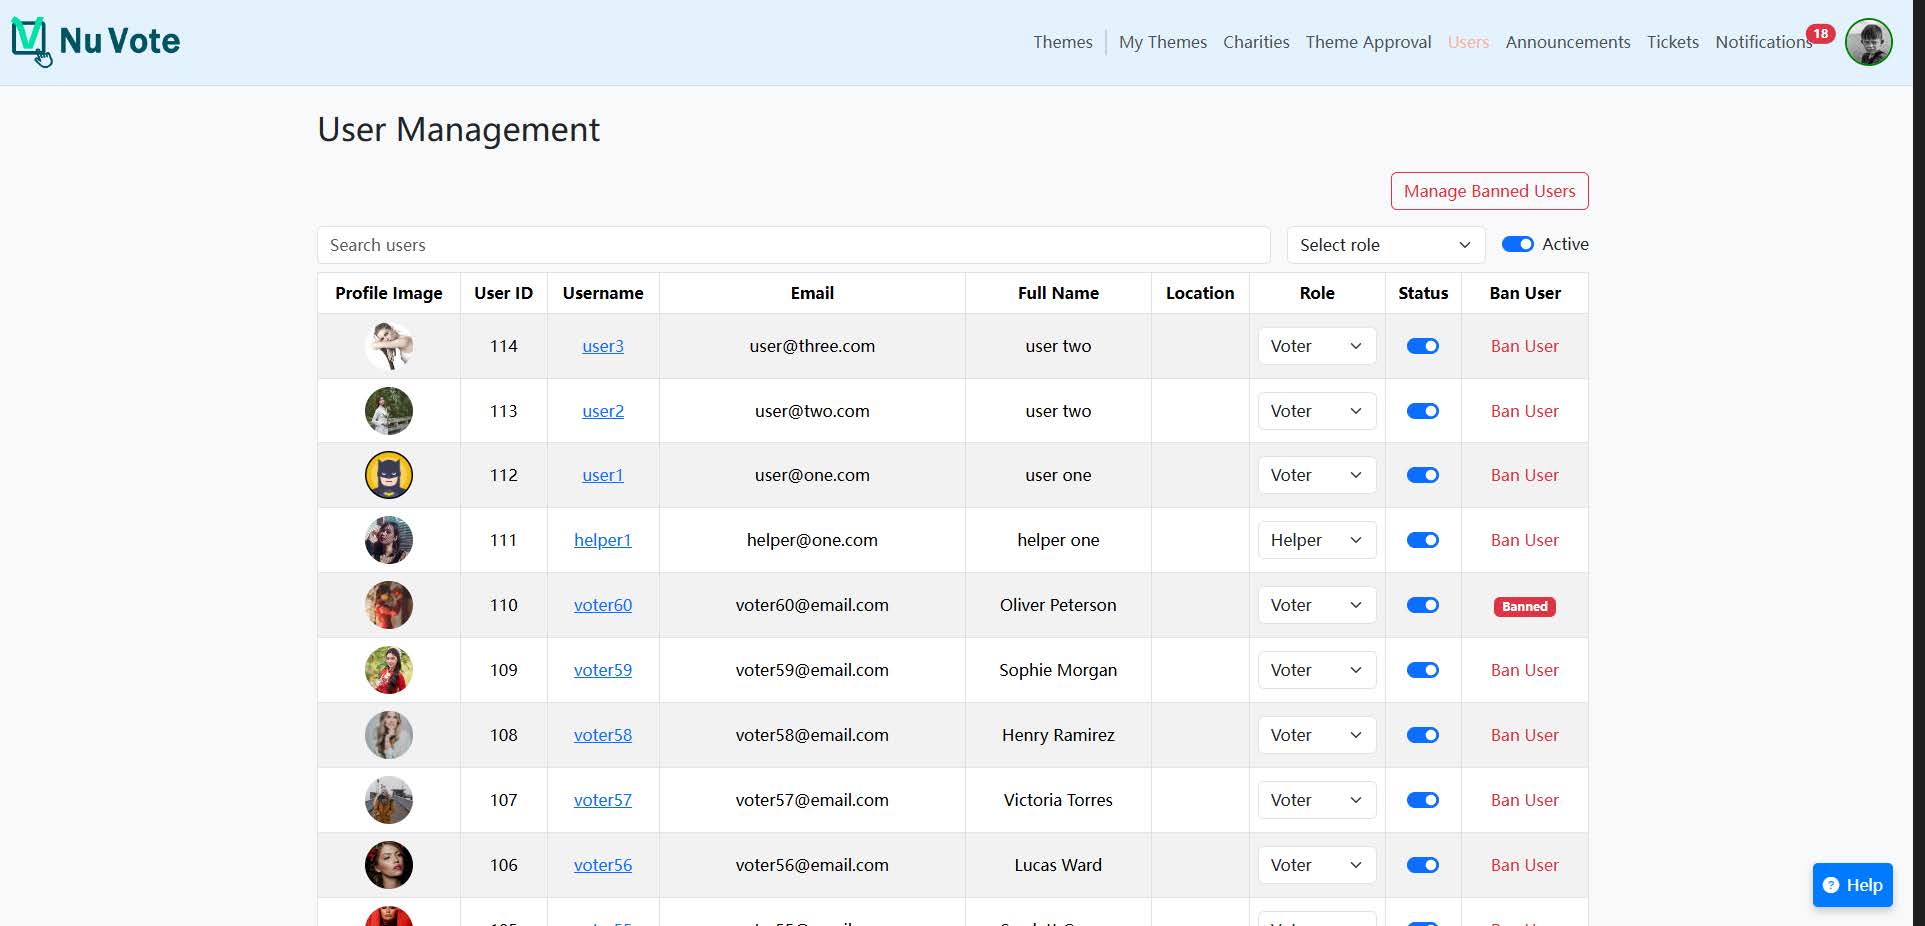 Nu Vote
Themes My Themes Charities Theme Approval Users Announcements Tickets Notifications 18
User Management
Manage Banned Users
Search users Select role Active
Profile Image User ID Username Email Full Name Location Role Status Ban User
114 user3 user@three.com user two Voter Ban User
113 user2 user@two.com user two Voter Ban User
112 user1 user@one.com user one Voter Ban User
111 helper1 helper@one.com helper one Helper Ban User
110 voter60 voter60@email.com Oliver Peterson Voter Banned
109 voter59 voter59@email.com Sophie Morgan Voter Ban User
108 voter58 voter58@email.com Henry Ramirez Voter Ban User
107 voter57 voter57@email.com Victoria Torres Voter Ban User
106 voter56 voter56@email.com Lucas Ward Voter Ban User
Help